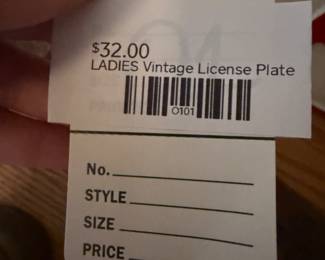 $32.00
LADIES Vintage License Plate
0101
No.
STYLE
SIZE
PRICE